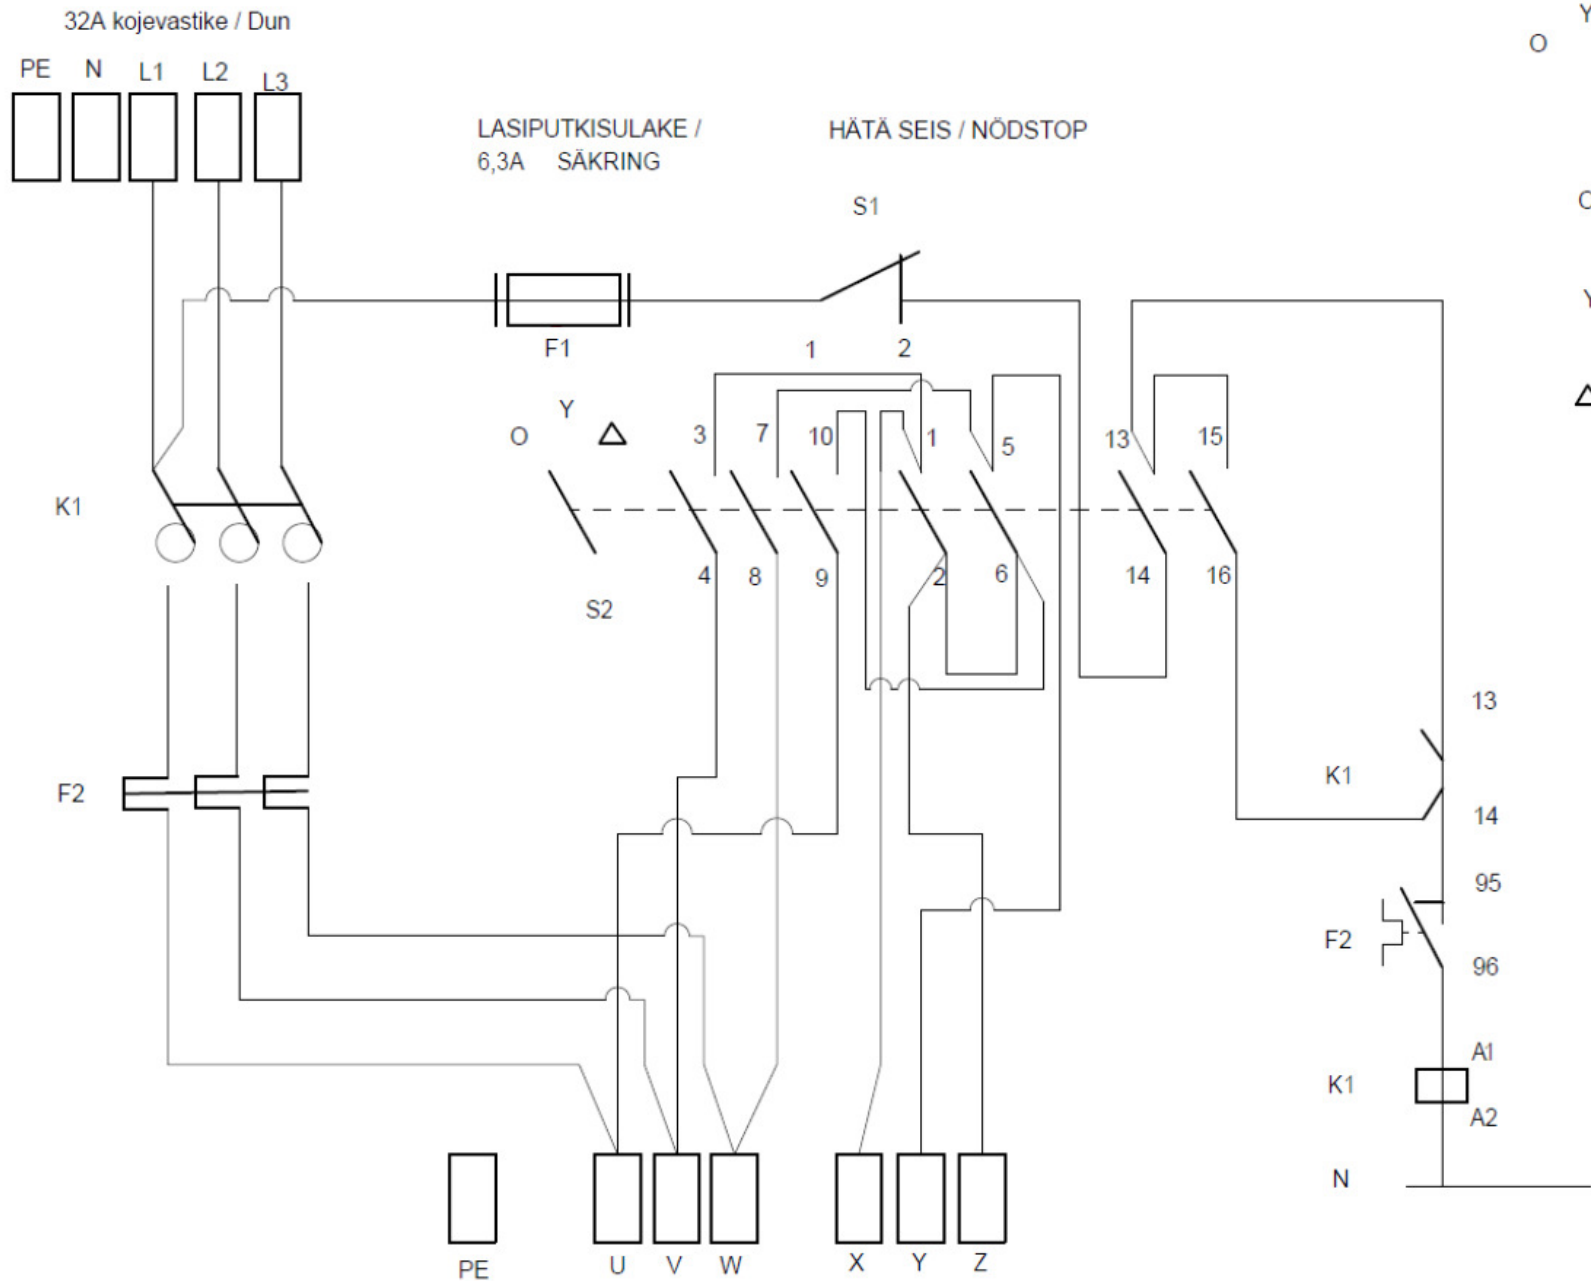 32A kojevastike / Dun
Y
O
PE N L1 L2 L3
LASIPUTKISULAKE /
6,3A SÄKRING
HÄTÄ SEIS / NÖDSTOP
S1
F1
1 2
Y
O
3 7 10 1 5 13 15
K1
4 8 9 2 6 14 16
S2
13
K1
14
F2
95
F2
96
A1
K1
A2
N
PE U V W X Y Z